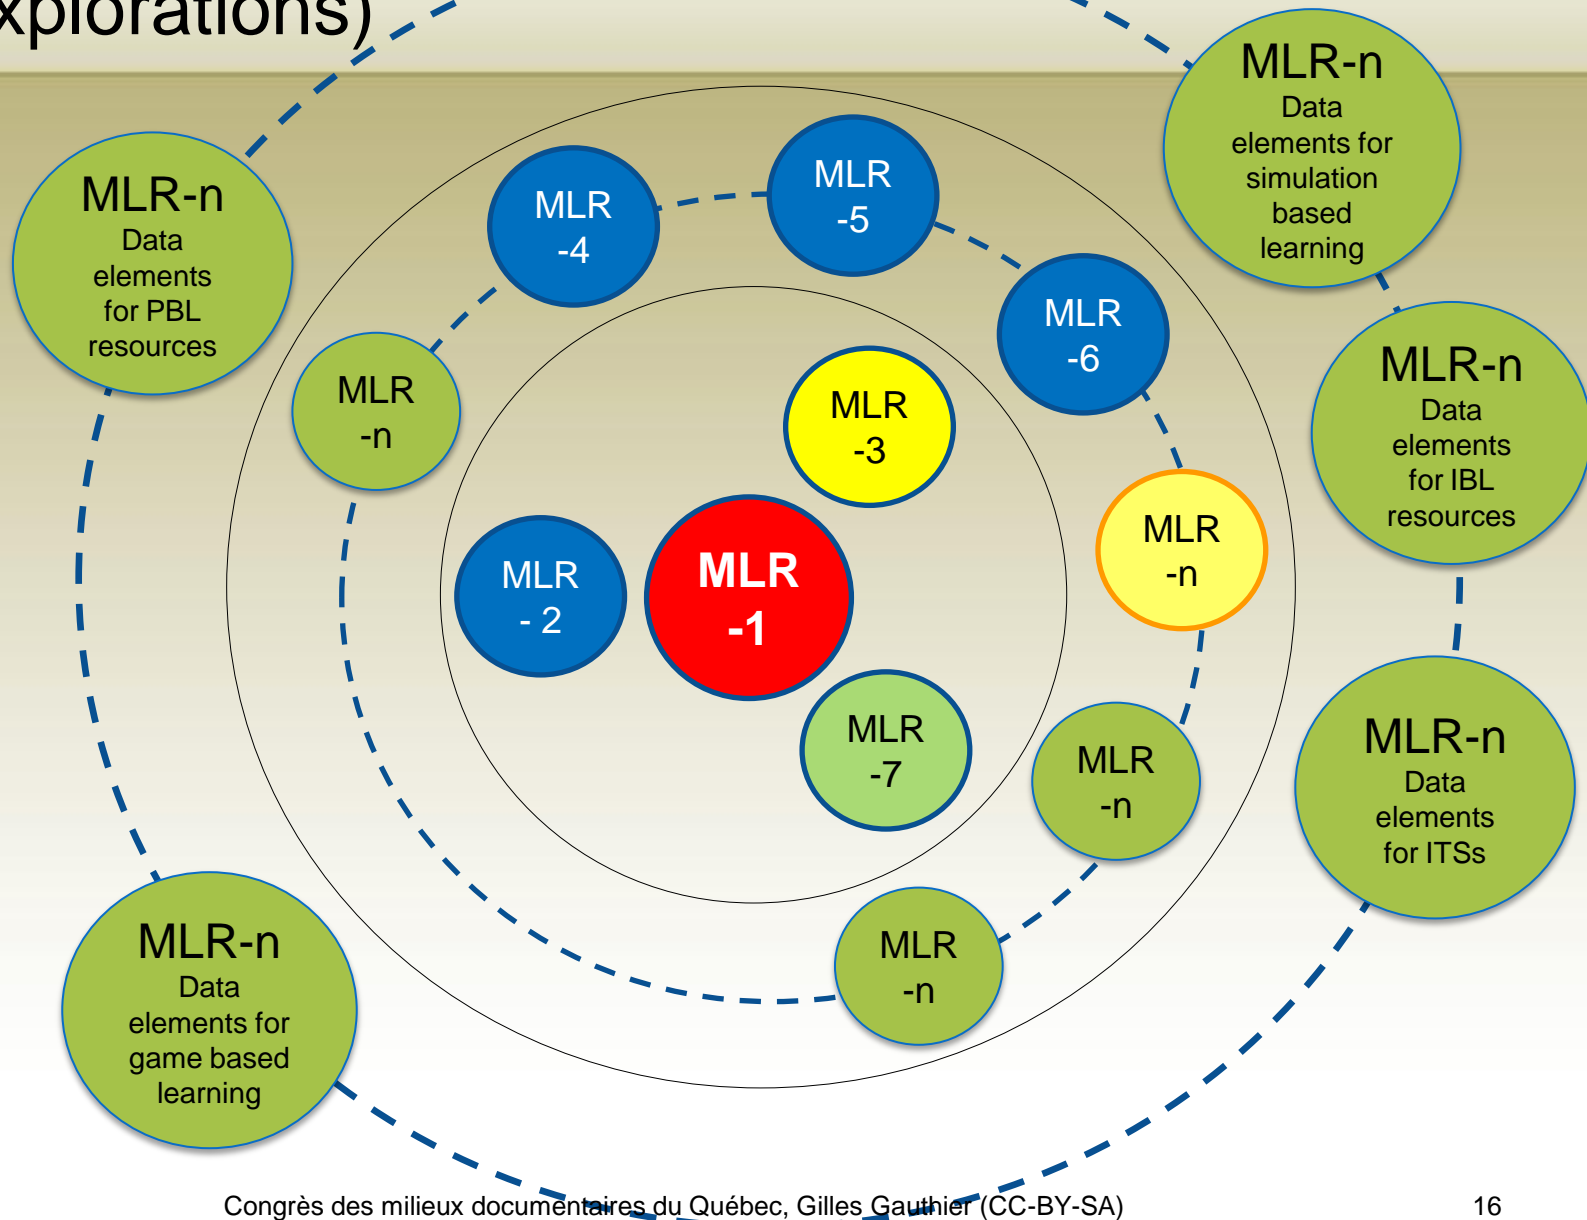 xplorations)
MLR-n
Data
elements for
simulation
based
learning
MLR-n
Data
elements
for PBL
resources
MLR
-4
MLR
-5
MLR
-6
MLR-n
Data
elements
for IBL
resources
MLR
-n
MLR
-3
MLR
-n
MLR
- 2
MLR
-1
MLR
-7
MLR
-n
MLR-n
Data
elements
for ITSs
MLR-n
Data
elements for
game based
learning
MLR
-n
Congrès des milieux documentaires du Québec, Gilles Gauthier (CC-BY-SA)
16